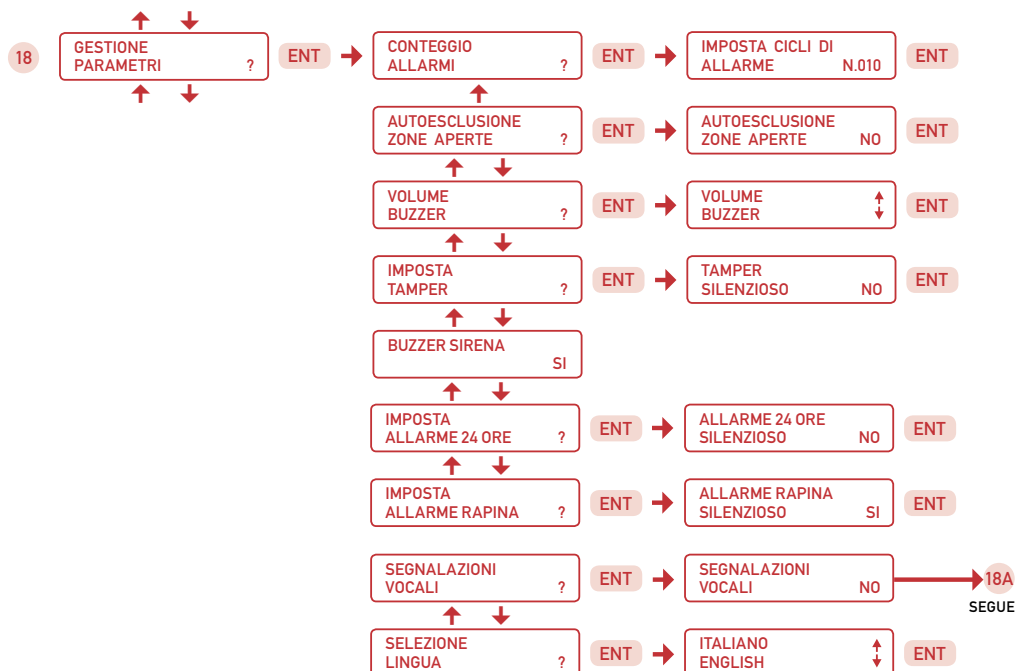 18
GESTIONE
PARAMETRI ?
ENT
CONTEGGIO
ALLARMI ?
ENT
IMPOSTA CICLI DI
ALLARME N.010
ENT
AUTOESCLUSIONE
ZONE APERTE ?
ENT
AUTOESCLUSIONE
ZONE APERTE NO
ENT
VOLUME
BUZZER ?
ENT
VOLUME
BUZZER
ENT
IMPOSTA
TAMPER ?
ENT
TAMPER
SILENZIOSO NO
ENT
BUZZER SIRENA
SI
IMPOSTA
ALLARME 24 ORE ?
ENT
ALLARME 24 ORE
SILENZIOSO NO
ENT
IMPOSTA
ALLARME RAPINA ?
ENT
ALLARME RAPINA
SILENZIOSO SI
ENT
SEGNALAZIONI
VOCALI ?
ENT
SEGNALAZIONI
VOCALI NO
18A
SEGUE
SELEZIONE
LINGUA ?
ENT
ITALIANO
ENGLISH
ENT